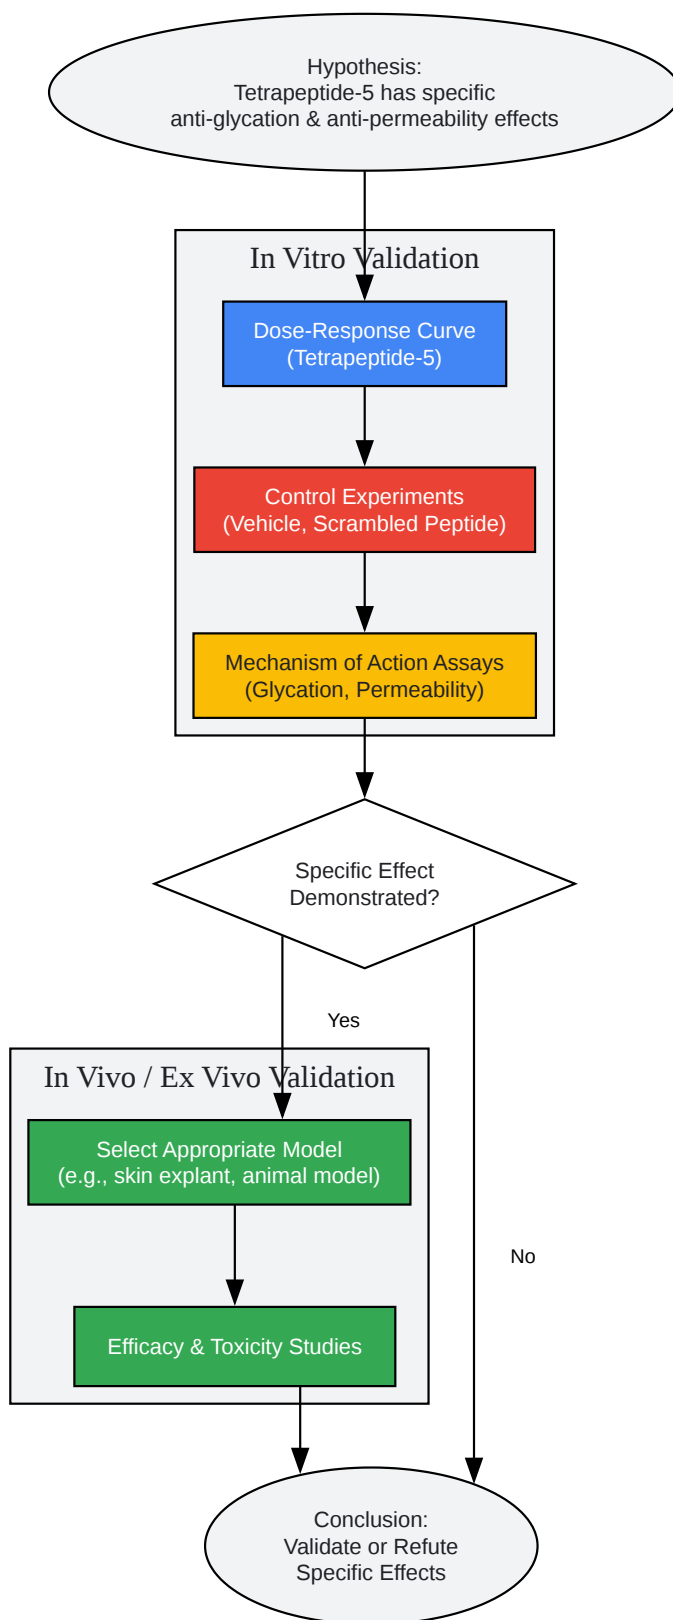 Hypothesis:
Tetrapeptide-5 has specific
anti-glycation & anti-permeability effects
In Vitro Validation
Dose-Response Curve
(Tetrapeptide-5)
Control Experiments
(Vehicle, Scrambled Peptide)
Mechanism of Action Assays
(Glycation, Permeability)
Specific Effect
Demonstrated?
Yes
In Vivo / Ex Vivo Validation
Select Appropriate Model
(e.g., skin explant, animal model)
No
Efficacy & Toxicity Studies
Conclusion:
Validate or Refute
Specific Effects